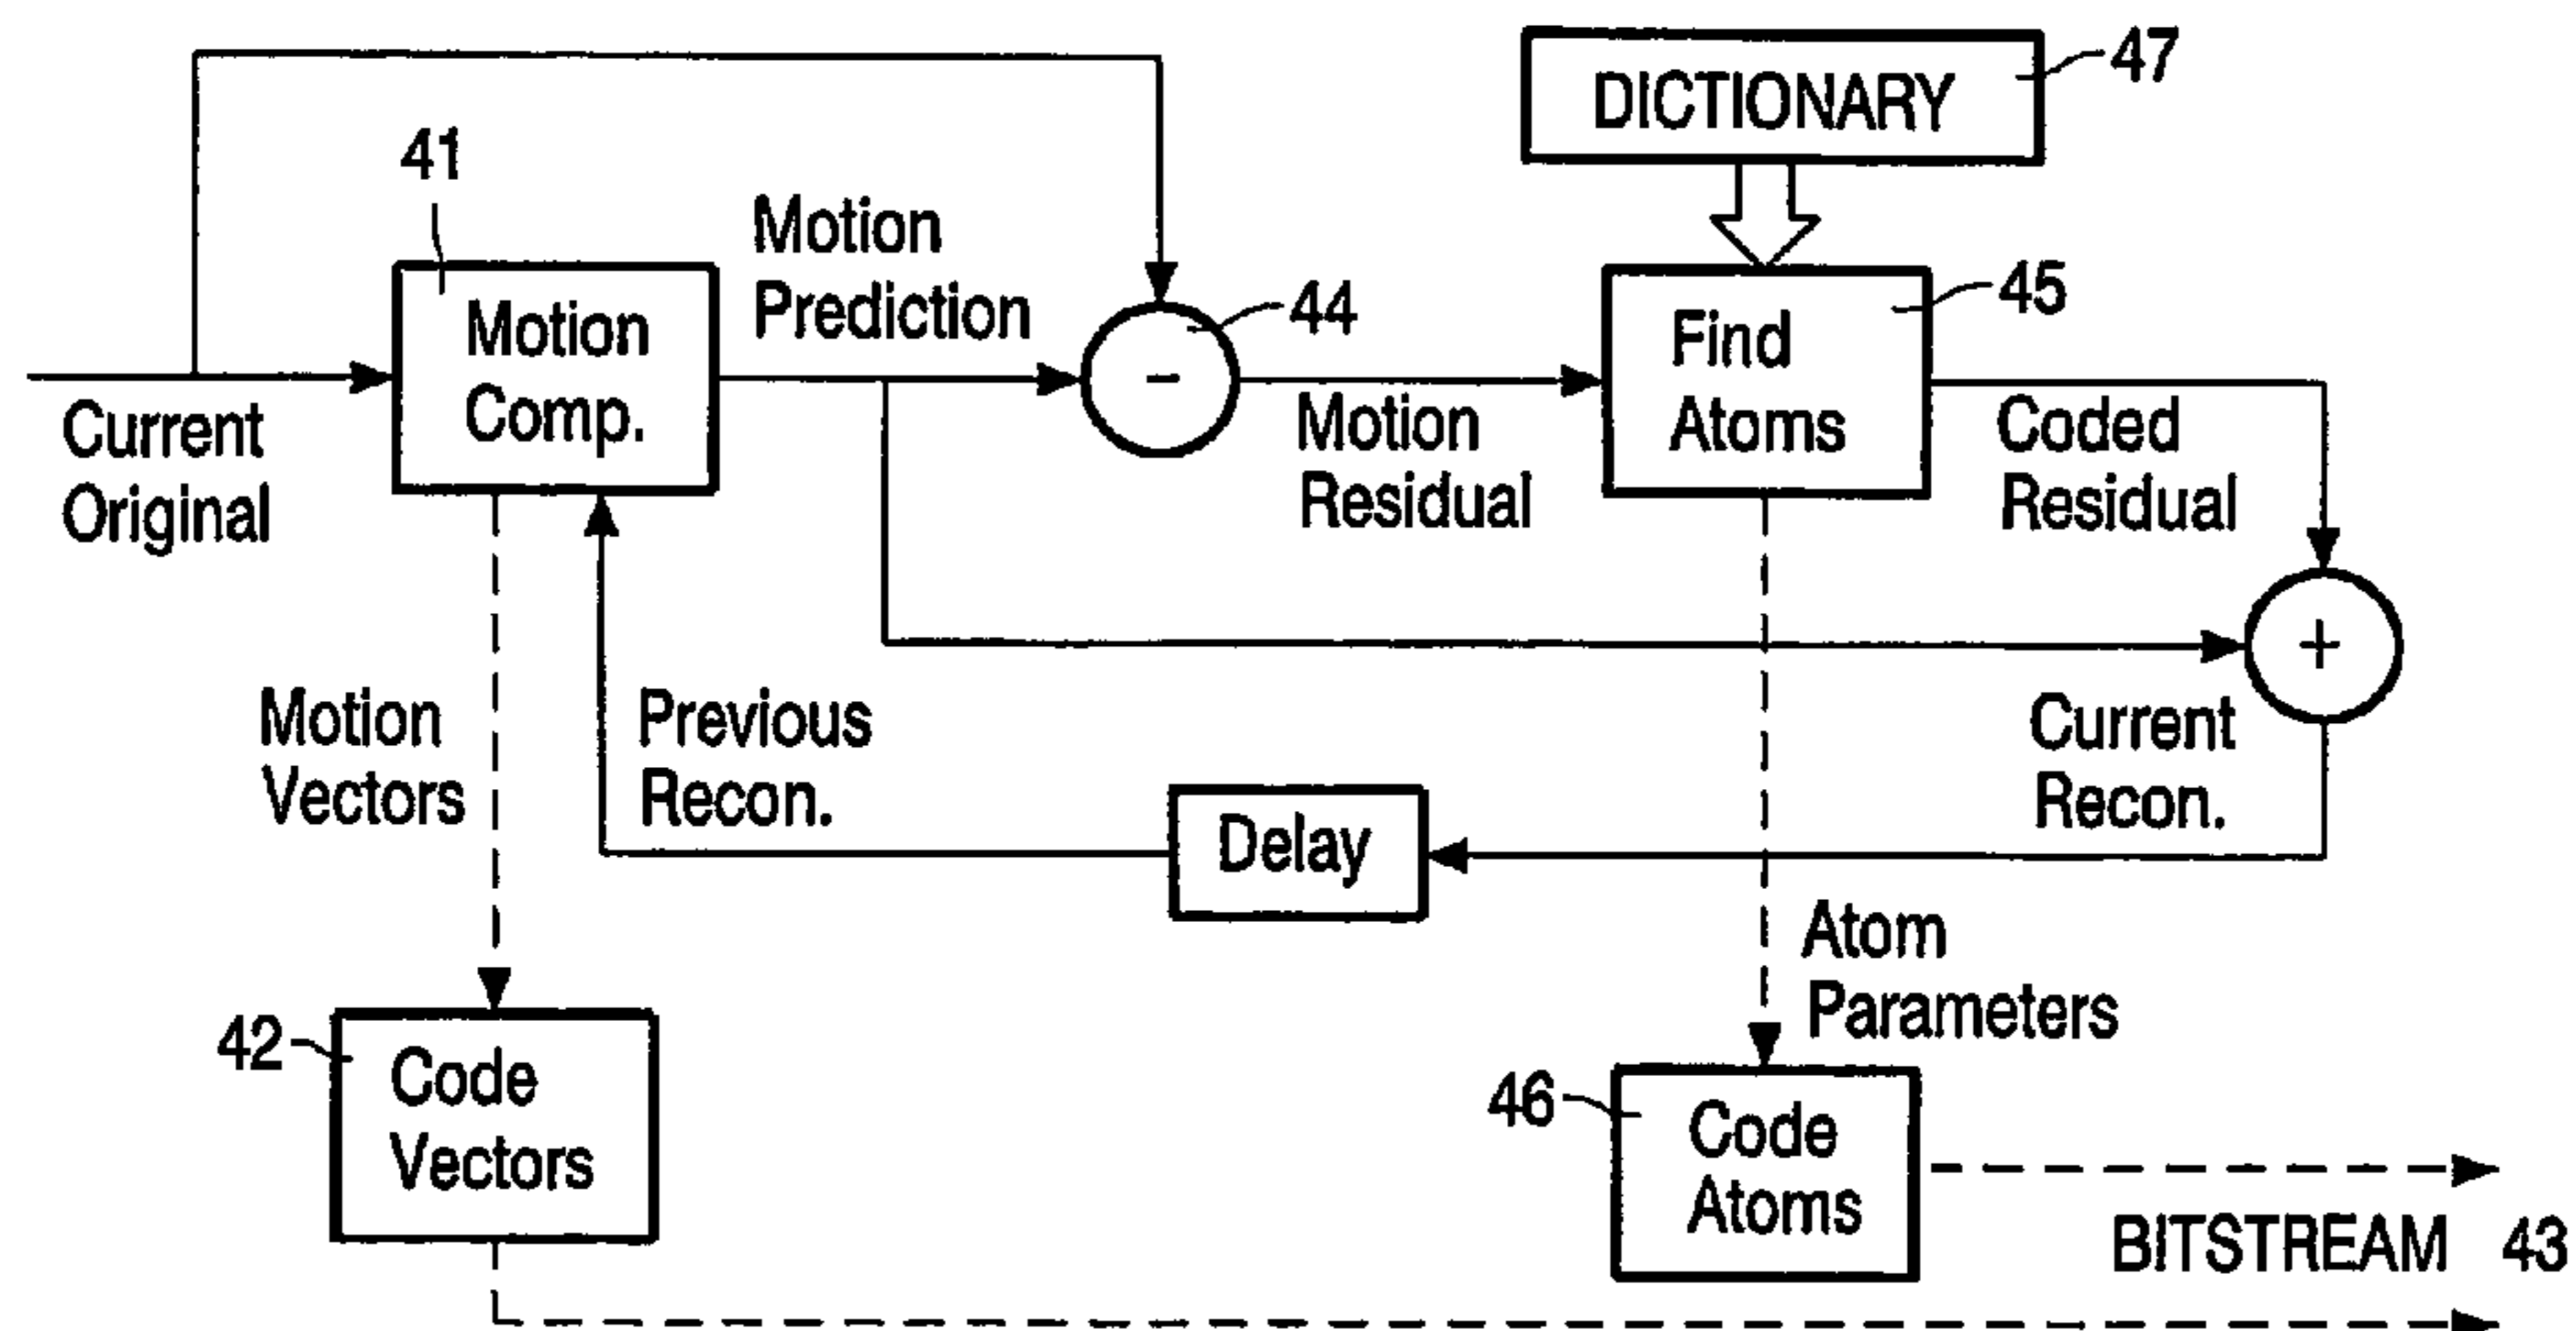 47
DICTIONARY
41
Motion
Prediction
44
45
Motion
Comp.
-
Find
Atoms
Current
Original
Motion
Residual
Coded
Residual
+
Motion
Vectors
Previous
Recon.
Current
Recon.
Delay
Atom
Parameters
42
Code
Vectors
46
Code
Atoms
BITSTREAM 43